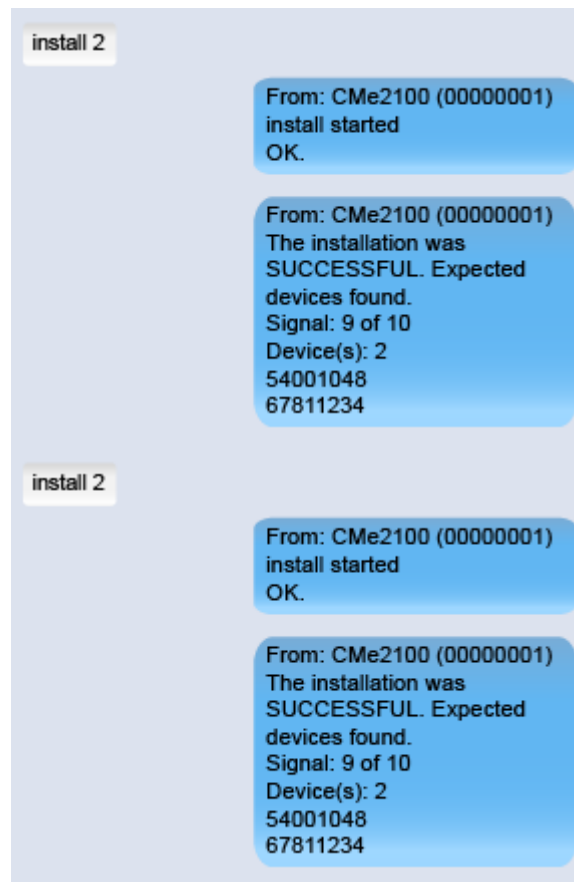 install 2
From: CMe2100 (00000001)
install started
OK.
From: CMe2100 (00000001)
The installation was
SUCCESSFUL. Expected
devices found.
Signal: 9 of 10
Device(s): 2
54001048
67811234
install 2
From: CMe2100 (00000001)
install started
OK.
From: CMe2100 (00000001)
The installation was
SUCCESSFUL. Expected
devices found.
Signal: 9 of 10
Device(s): 2
54001048
67811234